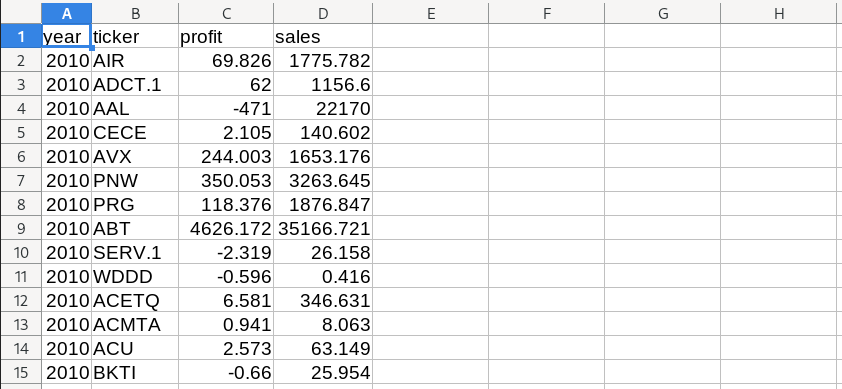 A B C D E F G H
1 year ticker profit sales
2 2010 AIR 69.826 1775.782
3 2010 ADCT.1 62 1156.6
4 2010 AAL -471 22170
5 2010 CECE 2.105 140.602
6 2010 AVX 244.003 1653.176
7 2010 PNW 350.053 3263.645
8 2010 PRG 118.376 1876.847
9 2010 ABT 4626.172 35166.721
10 2010 SERV.1 -2.319 26.158
11 2010 WDDD -0.596 0.416
12 2010 ACETQ 6.581 346.631
13 2010 ACMTA 0.941 8.063
14 2010 ACU 2.573 63.149
15 2010 BKTI -0.66 25.954